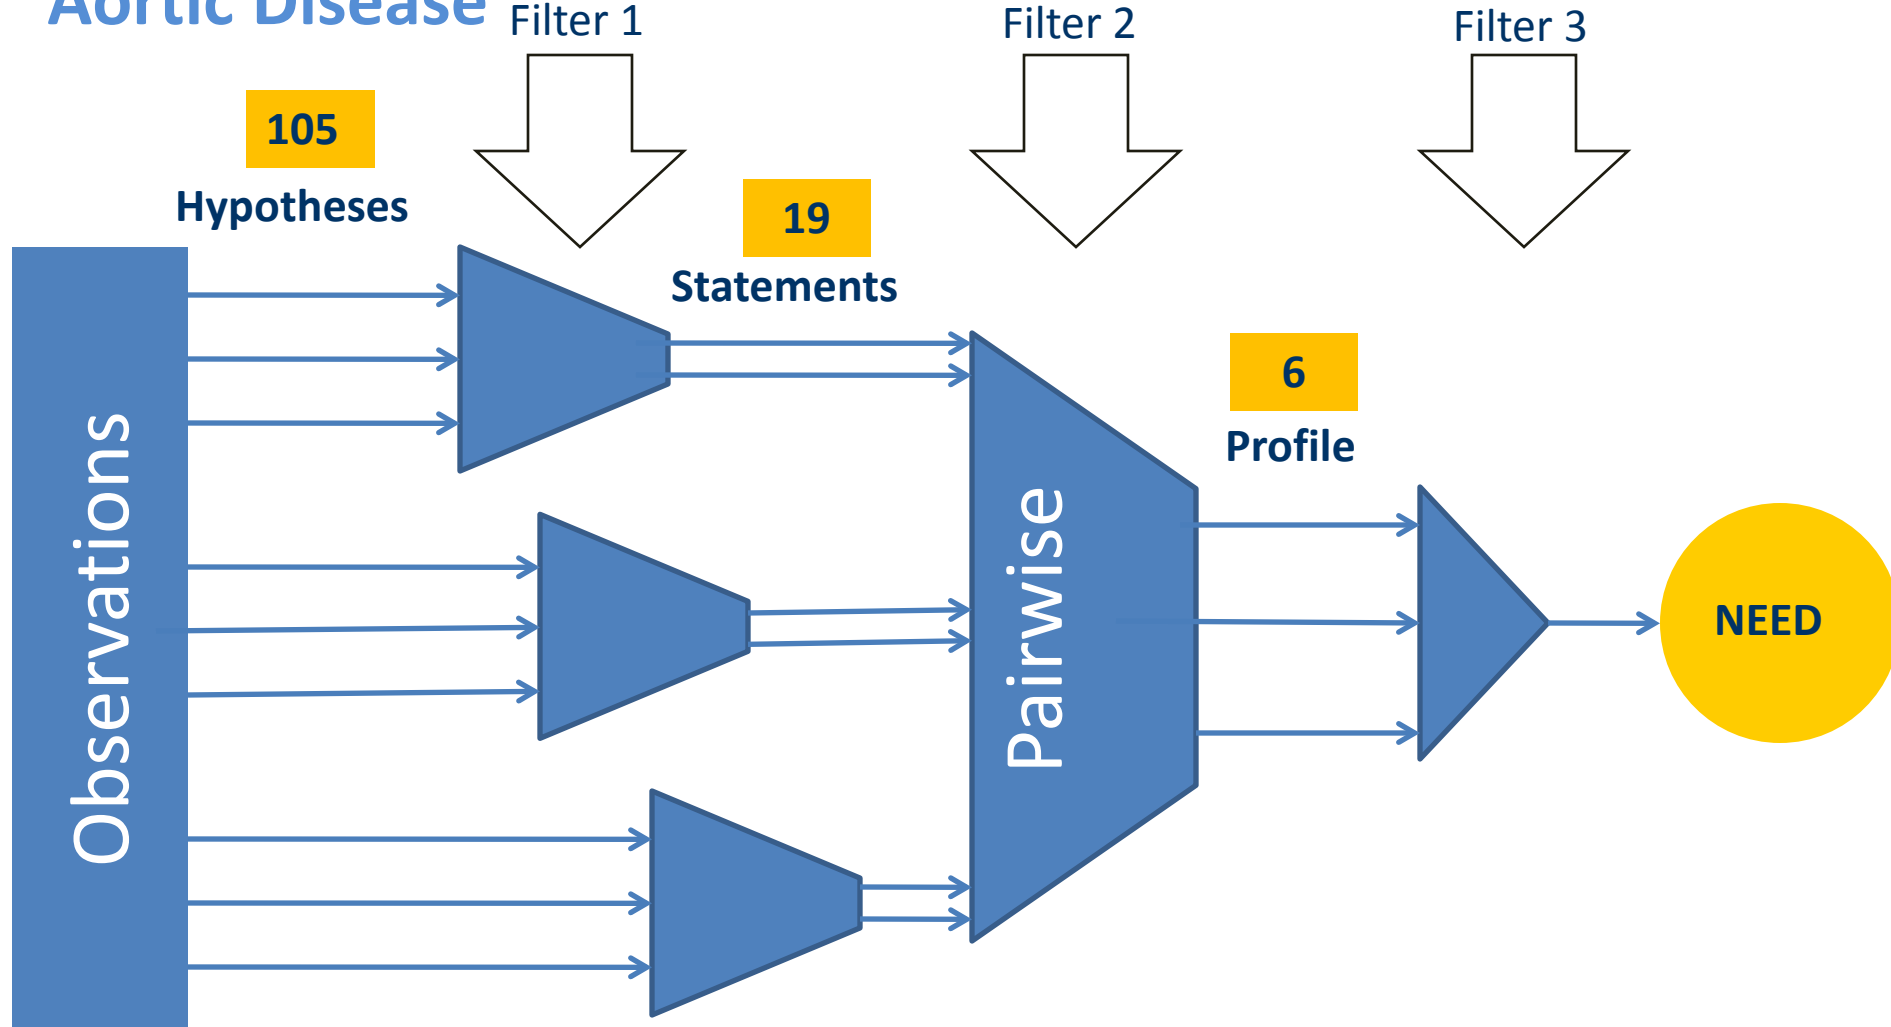 Aortic Disease
Filter 1
Filter 2
Filter 3
105
Hypotheses
19
Statements
6
Profile
Observations
Pairwise
NEED